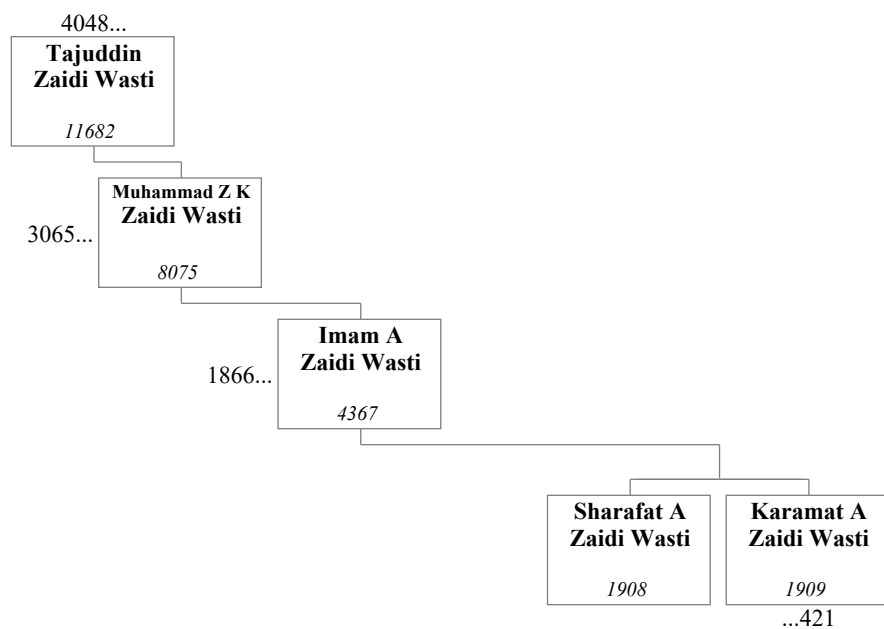 4048...
Tajuddin
Zaidi Wasti
11682
Muhammad Z K
Zaidi Wasti
3065...
8075
Imam A
Zaidi Wasti
1866...
4367
Sharafat A
Zaidi Wasti
1908
Karamat A
Zaidi Wasti
1909
...421